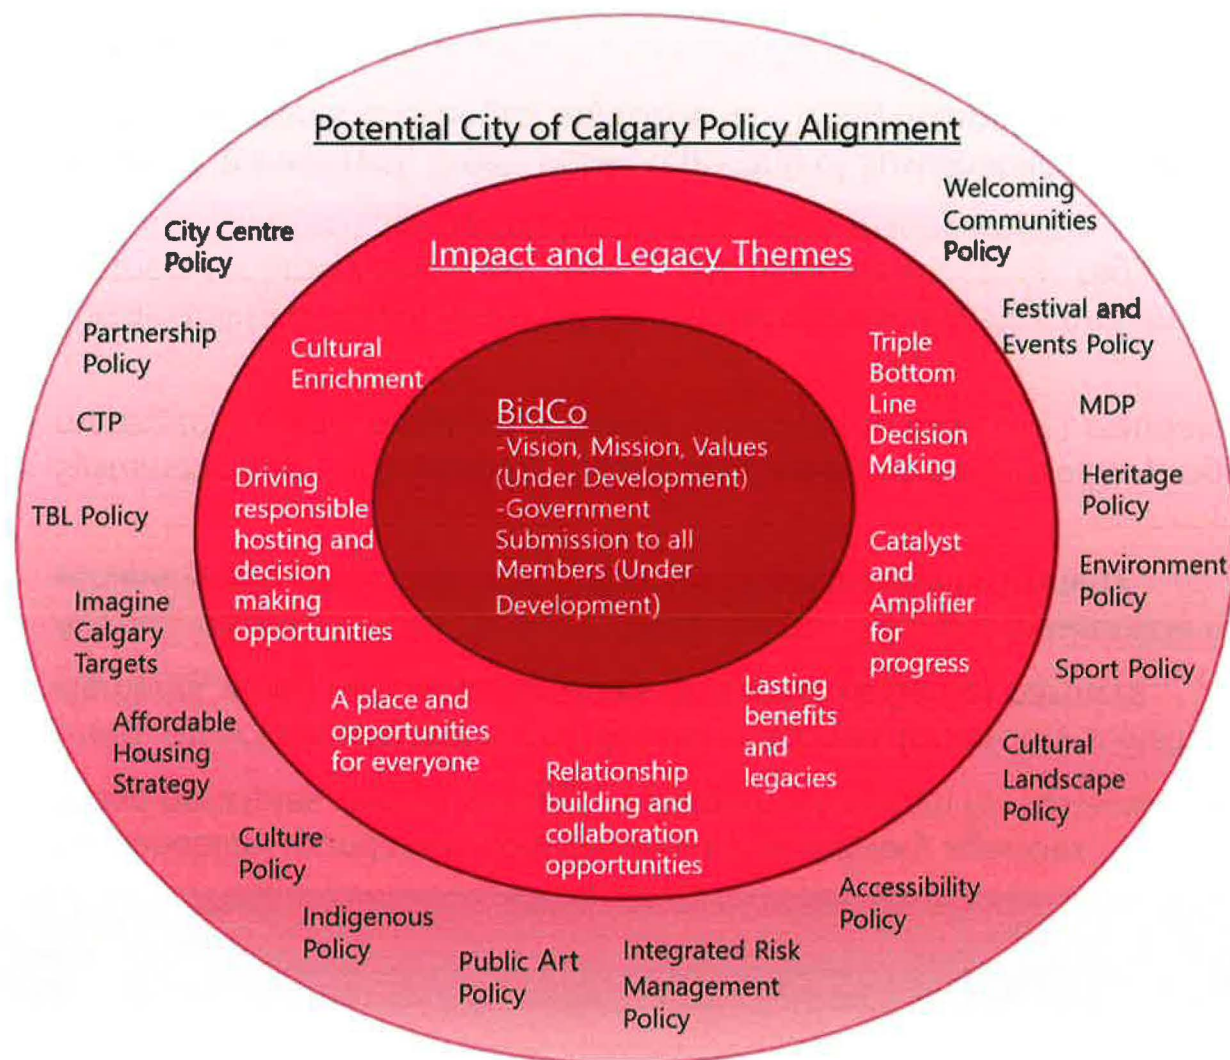 Potential City of Calgary Policy Alignment
City Centre
Policy
Partnership
Policy
CTP
TBL Policy
Imagine
Calgary
Targets
Affordable
Housing
Strategy
Culture
Policy
Indigenous
Policy
Public Art
Policy
Integrated Risk
Management
Policy
Accessibility
Policy
Cultural
Landscape
Policy
Sport Policy
Environment
Policy
Heritage
Policy
MDP
Festival and
Events Policy
Welcoming
Communities
Policy
Impact and Legacy Themes
Cultural
Enrichment
Driving
responsible
hosting and
decision
making
opportunities
A place and
opportunities
for everyone
Relationship
building and
collaboration
opportunities
Lasting
benefits
and
legacies
Catalyst
and
Amplifier
for
progress
Triple
Bottom
Line
Decision
Making
BidCo
-Vision, Mission, Values
(Under Development)
-Government
Submission to all
Members (Under
Development)